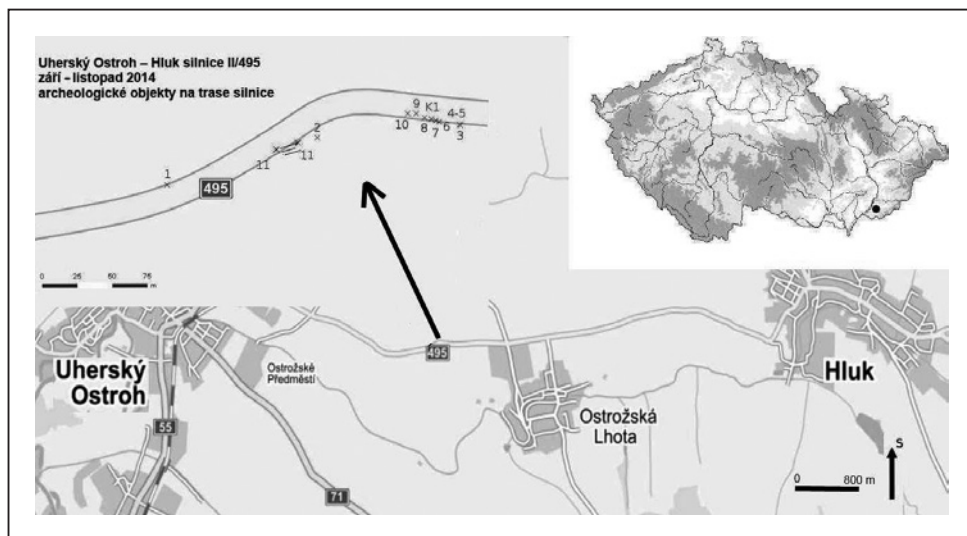 Uherský Ostroh – Hluk silnice II/495
září - listopad 2014
archeologické objekty na trase silnice
9 K1 4-5
10 8 7 6 3
2
11 11
1
495
0 25 50 75
m
495
Uherský
Ostroh
Ostrožské
Předměstí
Hluk
Ostrožská
Lhota
55
71
S
0 800 m